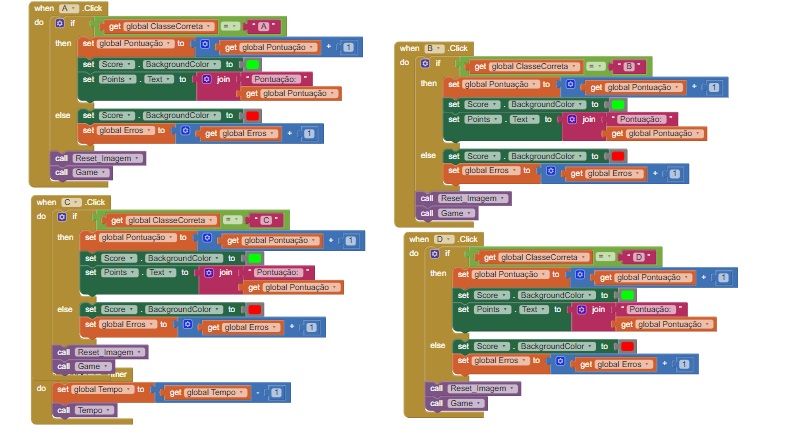 when A .Click
do if get global ClasseCorreta = " A "
then set global Pontuação to get global Pontuação + 1
set Score . BackgroundColor to
set Points . Text to join " Pontuação: "
get global Pontuação
else set Score . BackgroundColor to
set global Erros to get global Erros + 1
call Reset_Imagem
call Game
when B .Click
do if get global ClasseCorreta = " B "
then set global Pontuação to get global Pontuação + 1
set Score . BackgroundColor to
set Points . Text to join " Pontuação: "
get global Pontuação
else set Score . BackgroundColor to
set global Erros to get global Erros + 1
call Reset_Imagem
call Game
when C .Click
do if get global ClasseCorreta = " C "
then set global Pontuação to get global Pontuação + 1
set Score . BackgroundColor to
set Points . Text to join " Pontuação: "
get global Pontuação
else set Score . BackgroundColor to
set global Erros to get global Erros + 1
call Reset_Imagem
call Game
do set global Tempo to get global Tempo - 1
call Tempo
when D .Click
do if get global ClasseCorreta = " D "
then set global Pontuação to get global Pontuação + 1
set Score . BackgroundColor to
set Points . Text to join " Pontuação: "
get global Pontuação
else set Score . BackgroundColor to
set global Erros to get global Erros + 1
call Reset_Imagem
call Game